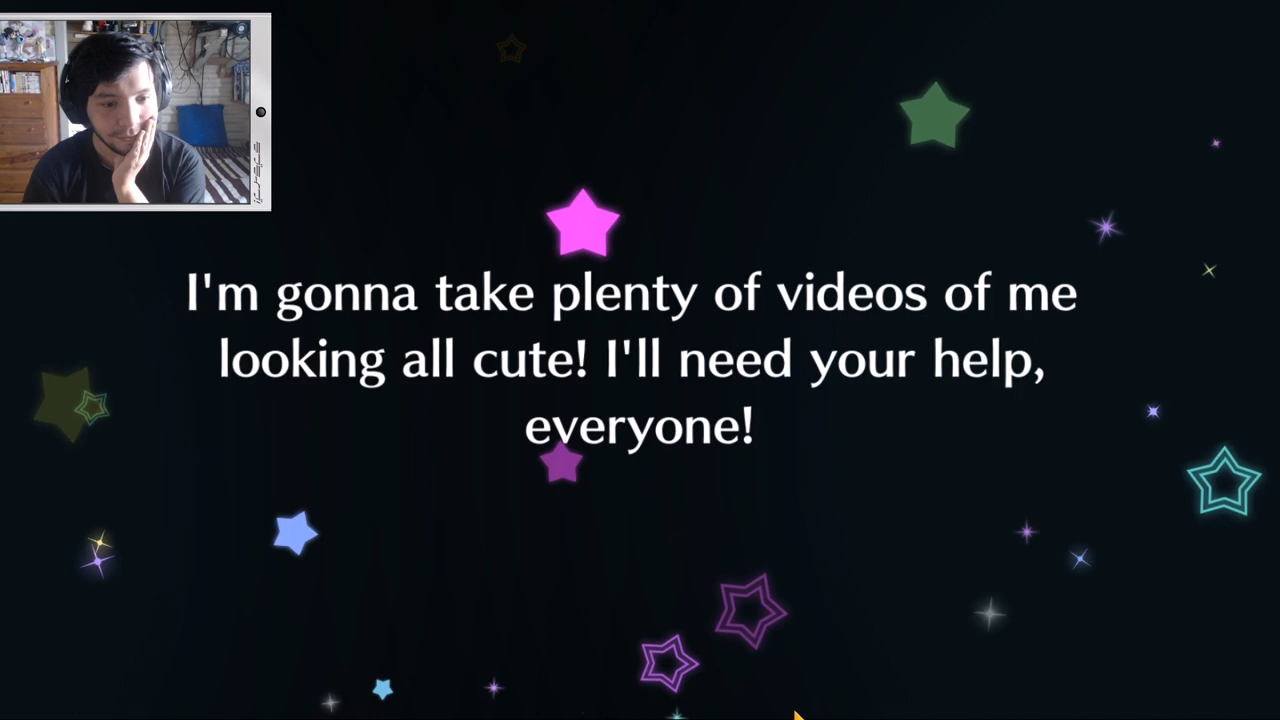 I'm gonna take plenty of videos of me
looking all cute! I'll need your help,
everyone!